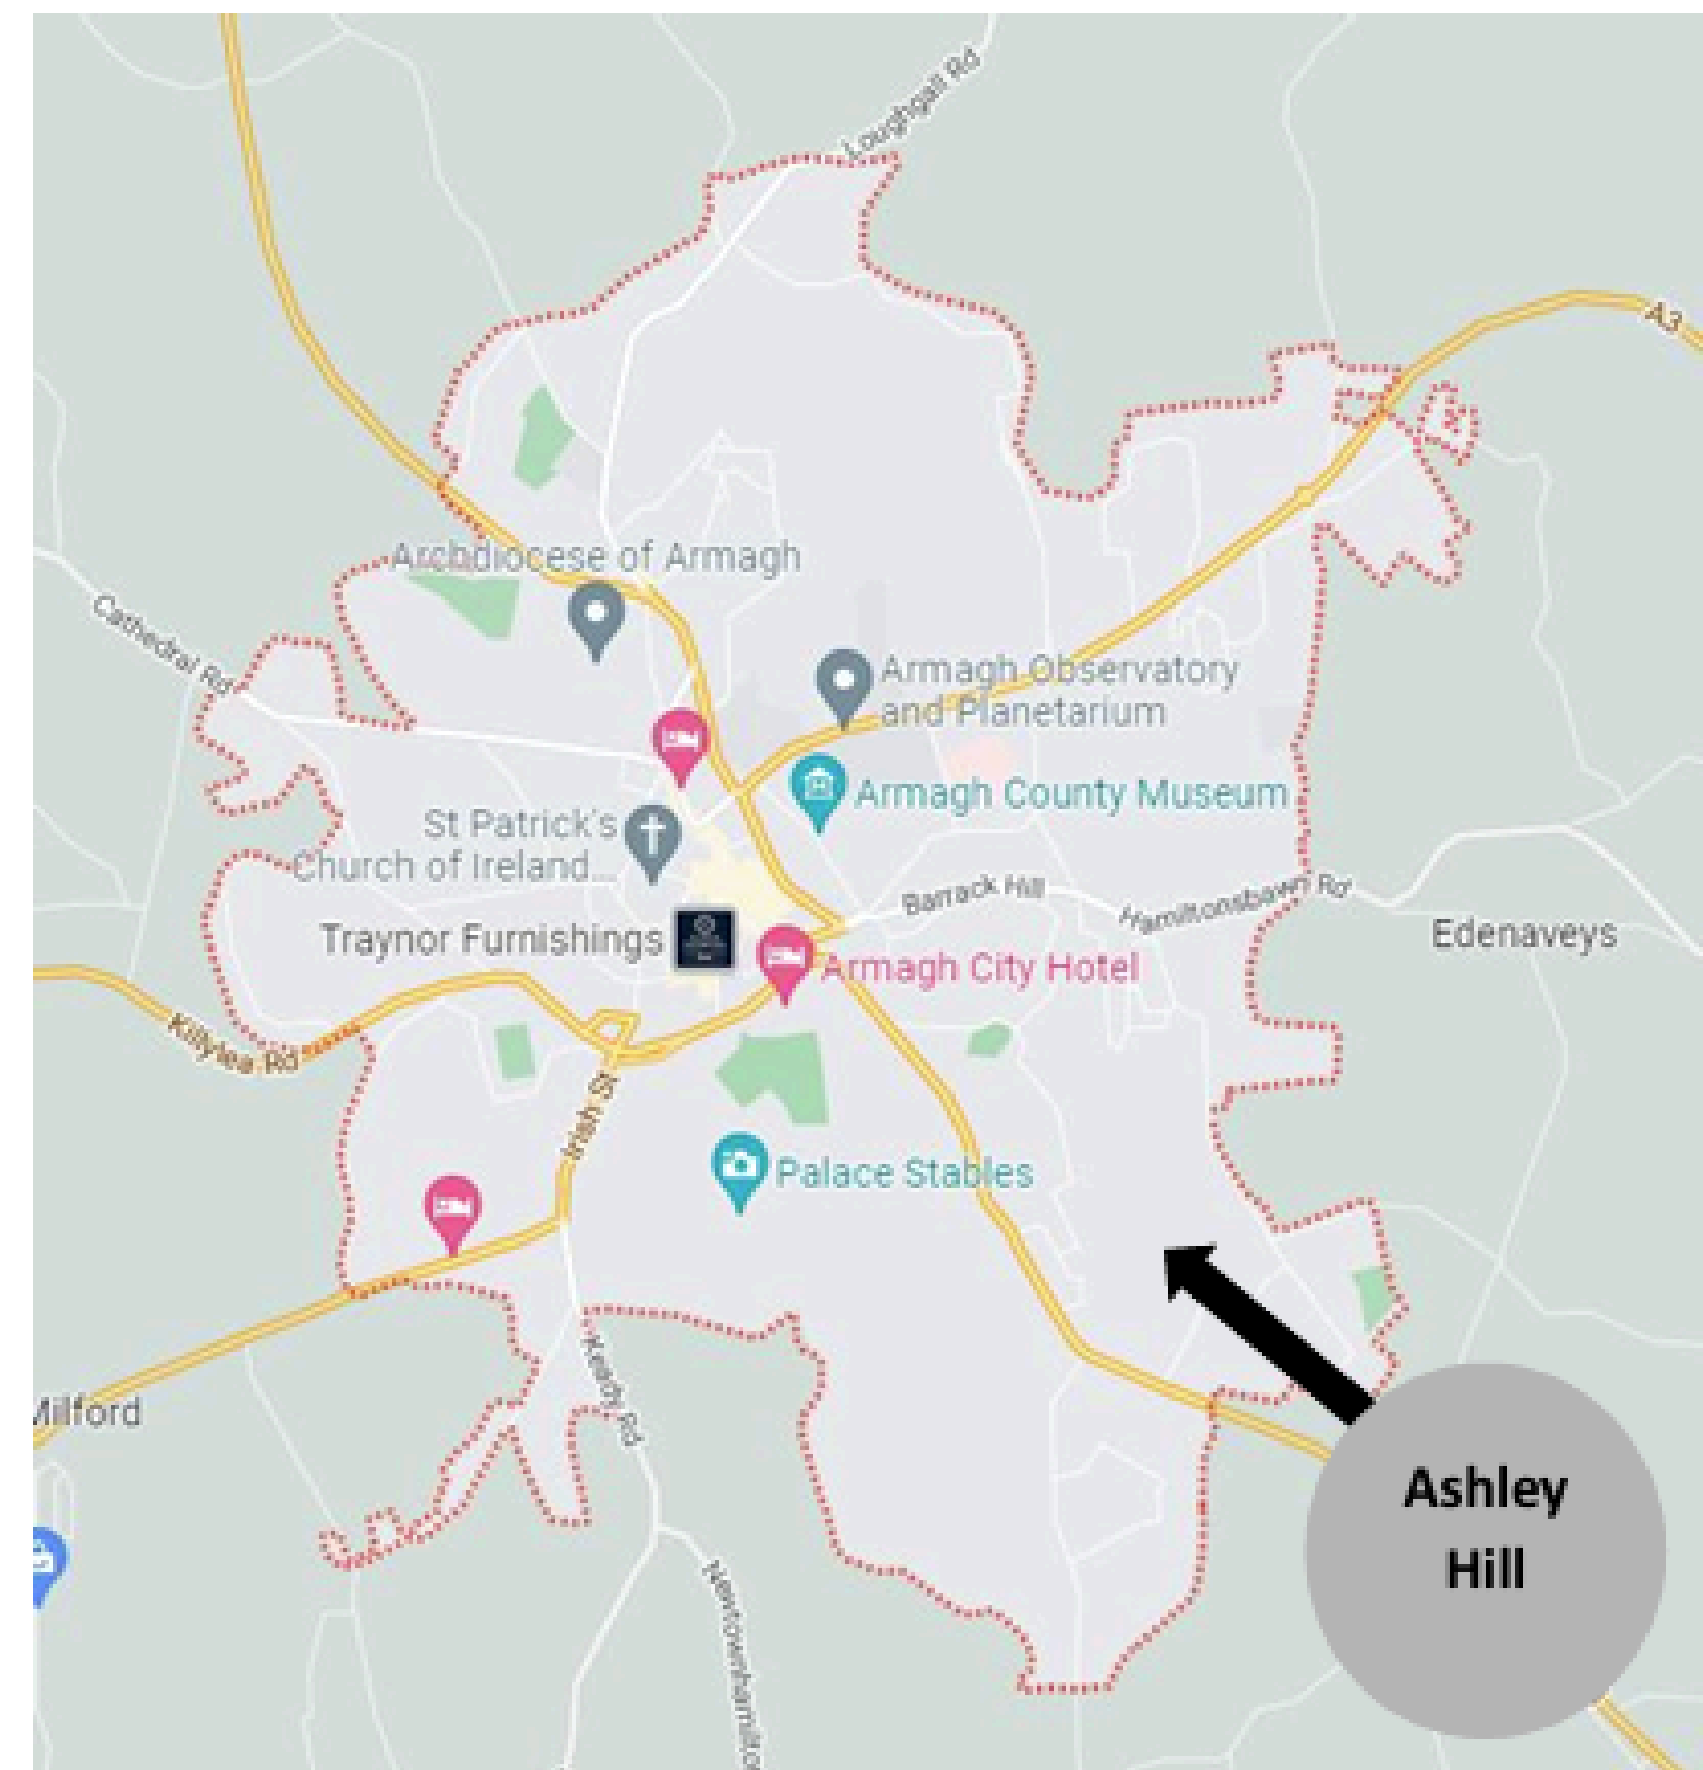 Loughgall Rd
A3
Archdiocese of Armagh
Cathedral Rd
Armagh Observatory
and Planetarium
Armagh County Museum
St Patrick's
Church of Ireland...
Barrack Hill
Hamiltonsbawn Rd
Edenaveys
Traynor Furnishings
Armagh City Hotel
Killylea Rd
Irish St
Palace Stables
Keady Rd
Milford
Ashley
Hill